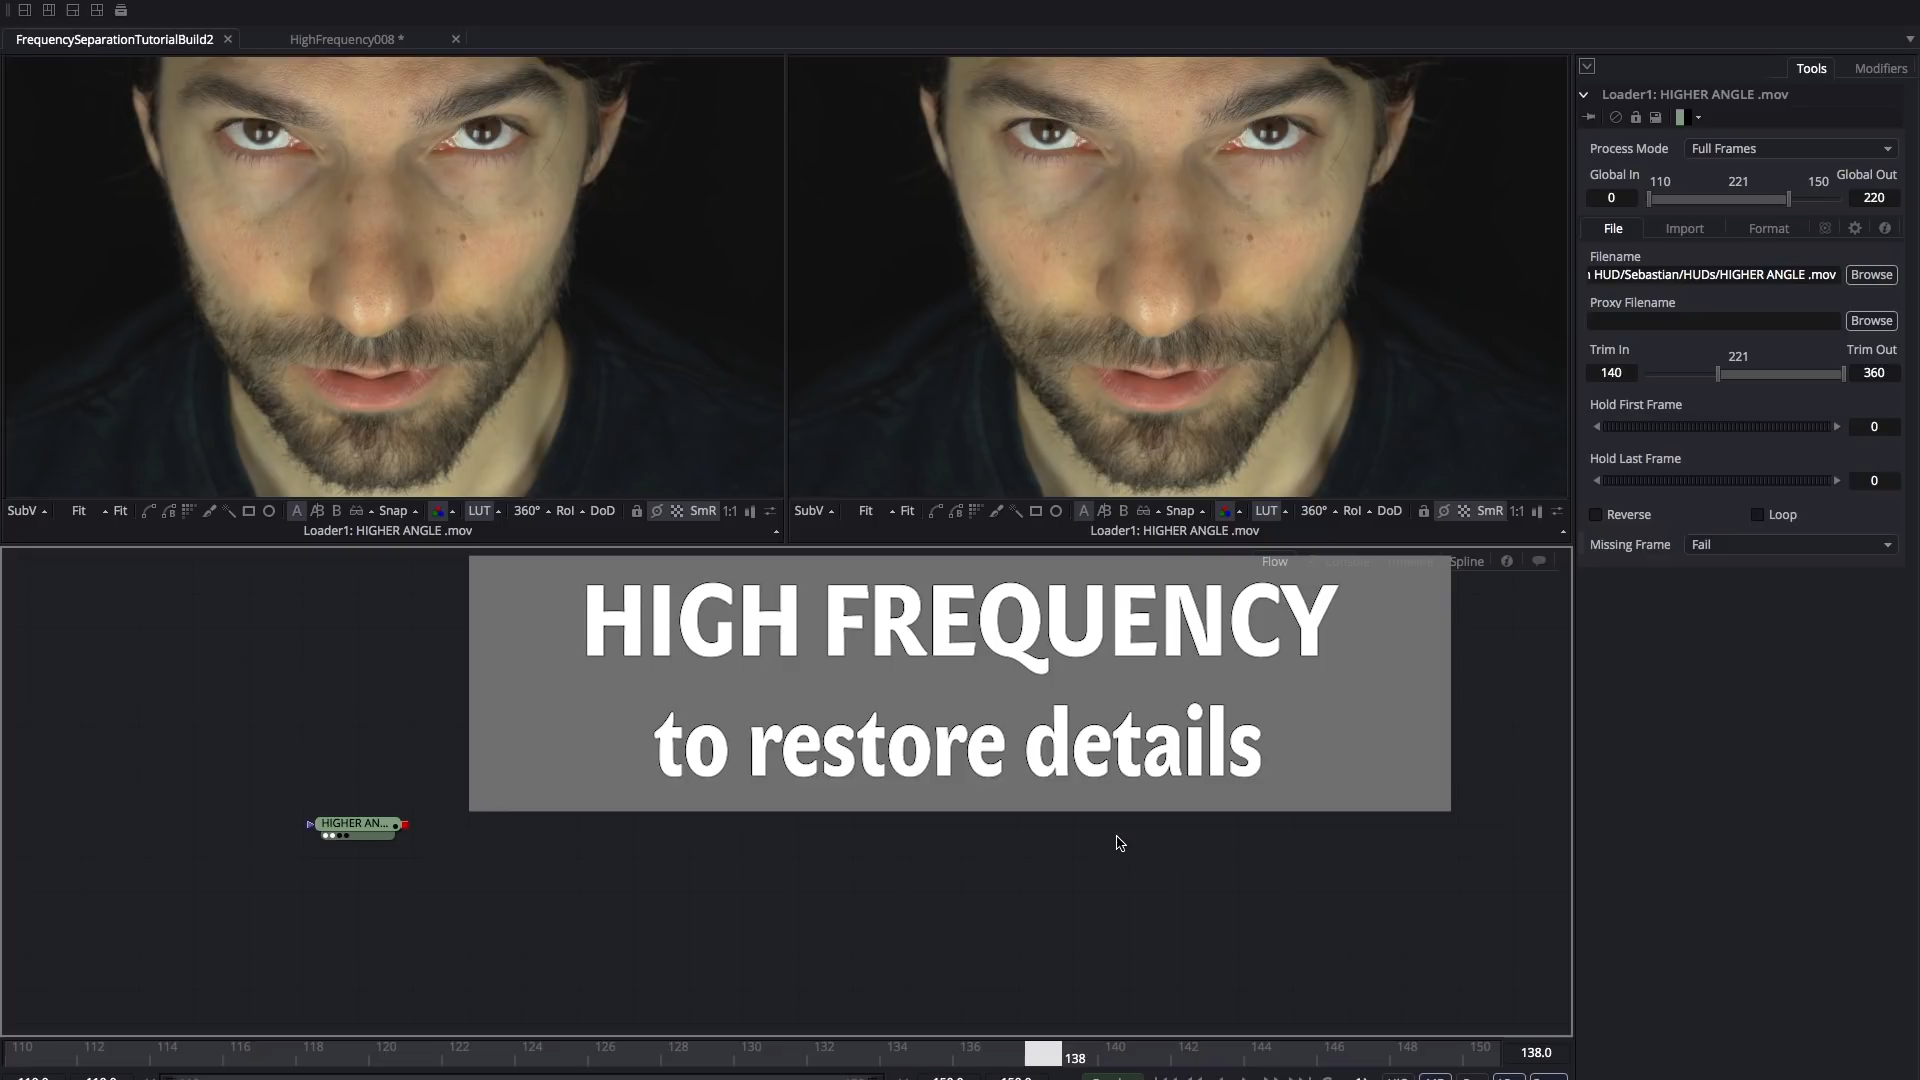 FrequencySeparationTutorialBuild2
HighFrequency008 *
Tools
Modifiers
Loader1: HIGHER ANGLE .mov
Process Mode
Full Frames
Global In
110
221
150
Global Out
0
220
File
Import
Format
Filename
HUD/Sebastian/HUDs/HIGHER ANGLE .mov
Browse
Proxy Filename
Browse
Trim In
221
Trim Out
140
360
Hold First Frame
0
Hold Last Frame
0
Reverse
Loop
Missing Frame
Fail
SubV Fit Fit A B Snap LUT 360° RoI DoD SmR 1:1
Loader1: HIGHER ANGLE .mov
SubV Fit Fit A B Snap LUT 360° RoI DoD SmR 1:1
Loader1: HIGHER ANGLE .mov
Flow Console Timeline Spline
HIGH FREQUENCY
to restore details
HIGHER AN...
110 112 114 116 118 120 122 124 126 128 130 132 134 136 138 140 142 144 146 148 150
138.0